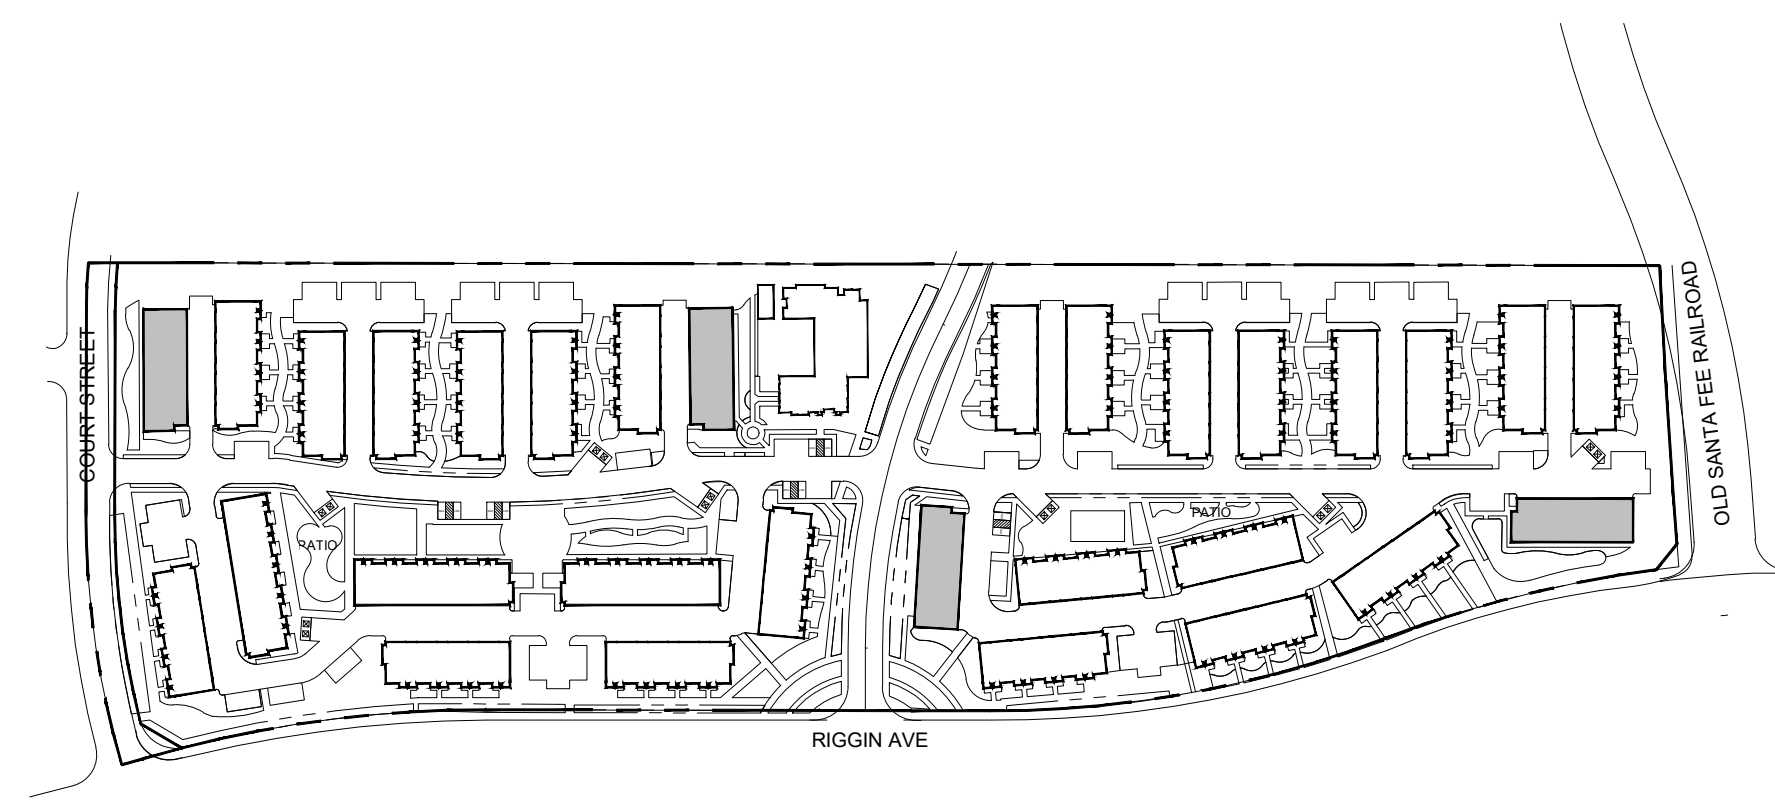 COURT STREET
OLD SANTA FEE RAILROAD
PATIO
PATIO
RIGGIN AVE